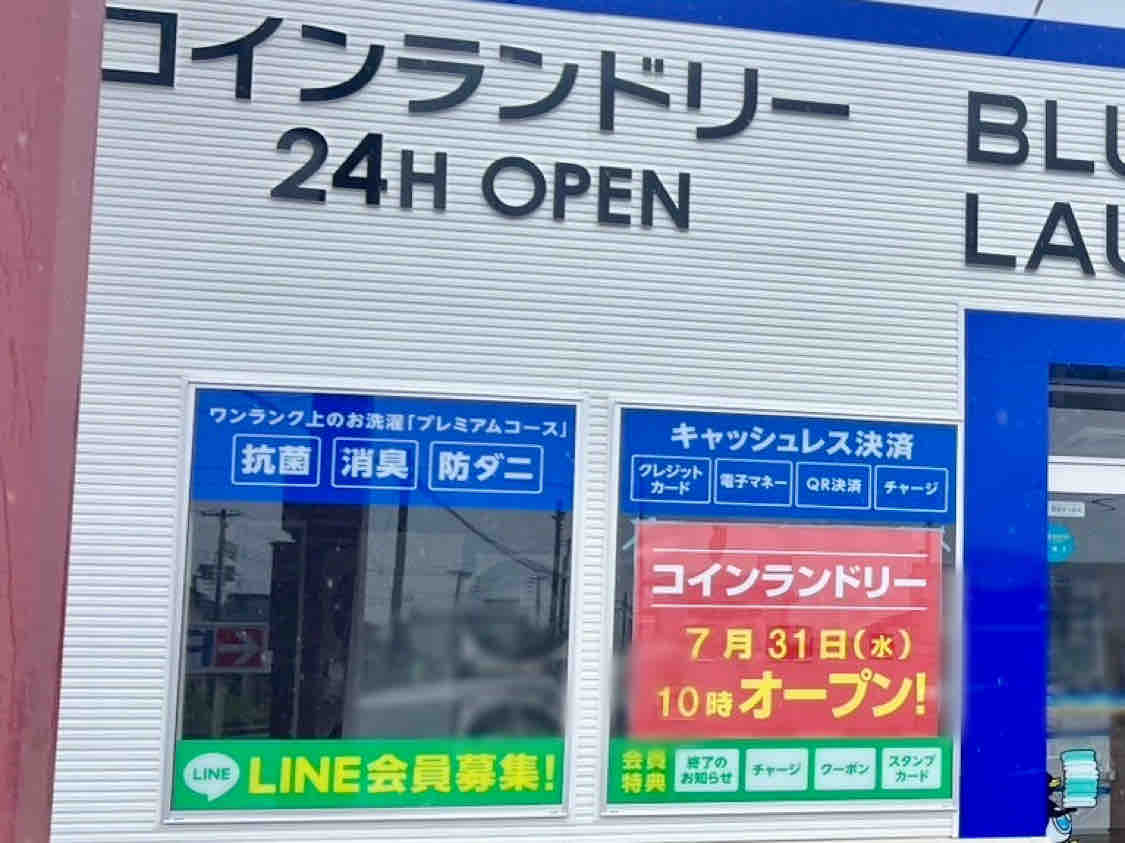 コインランドリー
24H OPEN
BLU
LAU
ワンランク上のお洗濯「プレミアムコース」
抗菌 消臭 防ダニ
キャッシュレス決済
クレジットカード 電子マネー QR決済 チャージ
コインランドリー
7月31日(水)
10時オープン!
LINE
LINE会員募集!
会員特典 終了のお知らせ チャージ クーポン スタンプカード